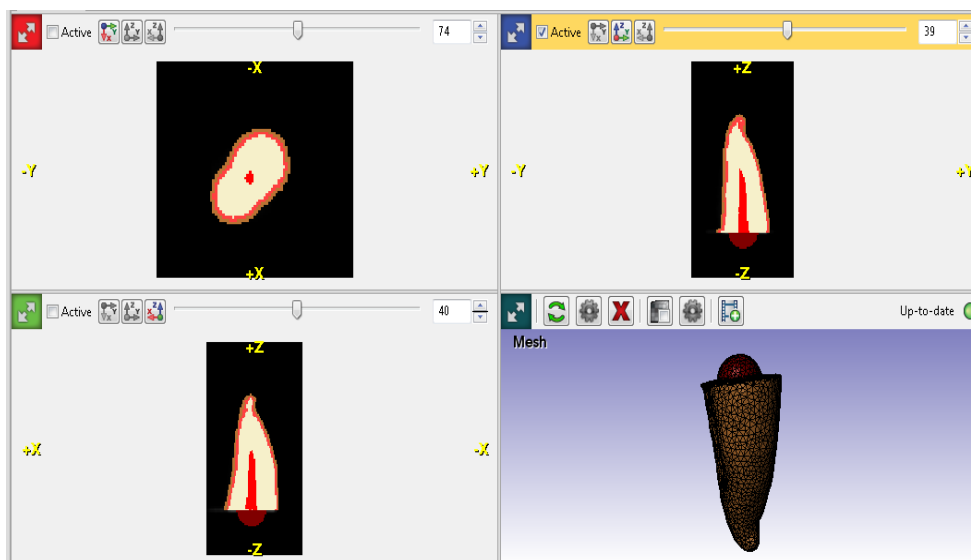 Active 74
-X
-Y +Y
+X
Active 39
+Z
-Y +Y
-Z
Active 40
+Z
+X -X
-Z
Up-to-date
Mesh